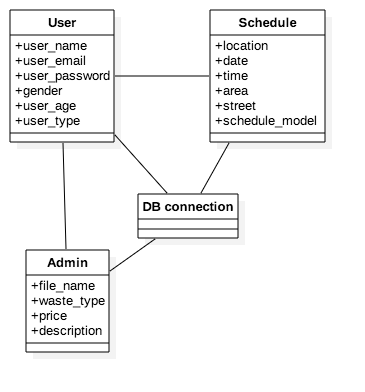 User
+user_name
+user_email
+user_password
+gender
+user_age
+user_type
Schedule
+location
+date
+time
+area
+street
+schedule_model
DB connection
Admin
+file_name
+waste_type
+price
+description